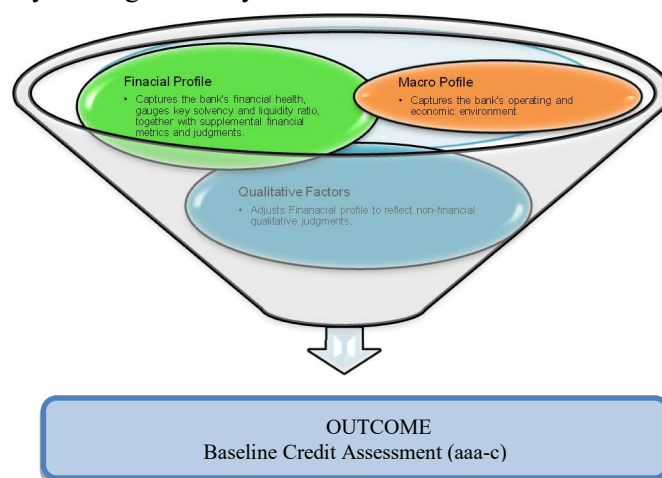 Finacial Profile
• Captures the bank's financial health,
gauges key solvency and liquidity ratio,
together with supplemental financial
metrics and judgments.
Macro Pofile
• Captures the bank's operating and
economic environment
Qualitative Factors
• Adjusts Finanacial profile to reflect non-financial
qualitative judgments.
OUTCOME
Baseline Credit Assessment (aaa-c)